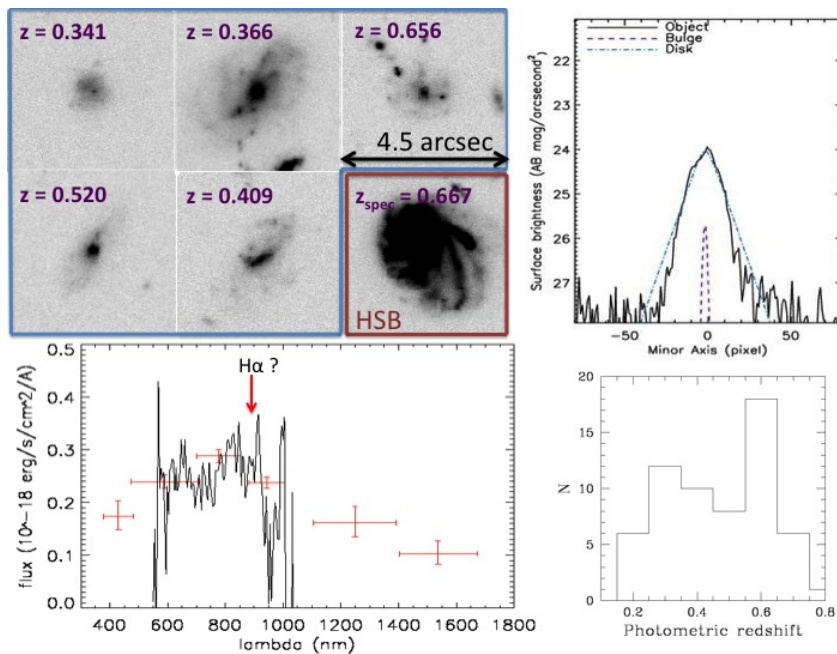 z = 0.341
z = 0.366
z = 0.656
4.5 arcsec
z = 0.520
z = 0.409
zspec = 0.667
HSB
Object
Bulge
Disk
22
23
24
25
26
27
Surface brightness (AB mag/arcsecond²)
-50
0
50
Minor Axis (pixel)
Hα ?
0.5
0.4
0.3
0.2
0.1
0.0
flux (10^-18 erg/s/cm2/A)
400
600
800
1000
1200
1400
1600
1800
lambda (nm)
20
15
10
5
0
N
0.2
0.4
0.6
0.8
Photometric redshift